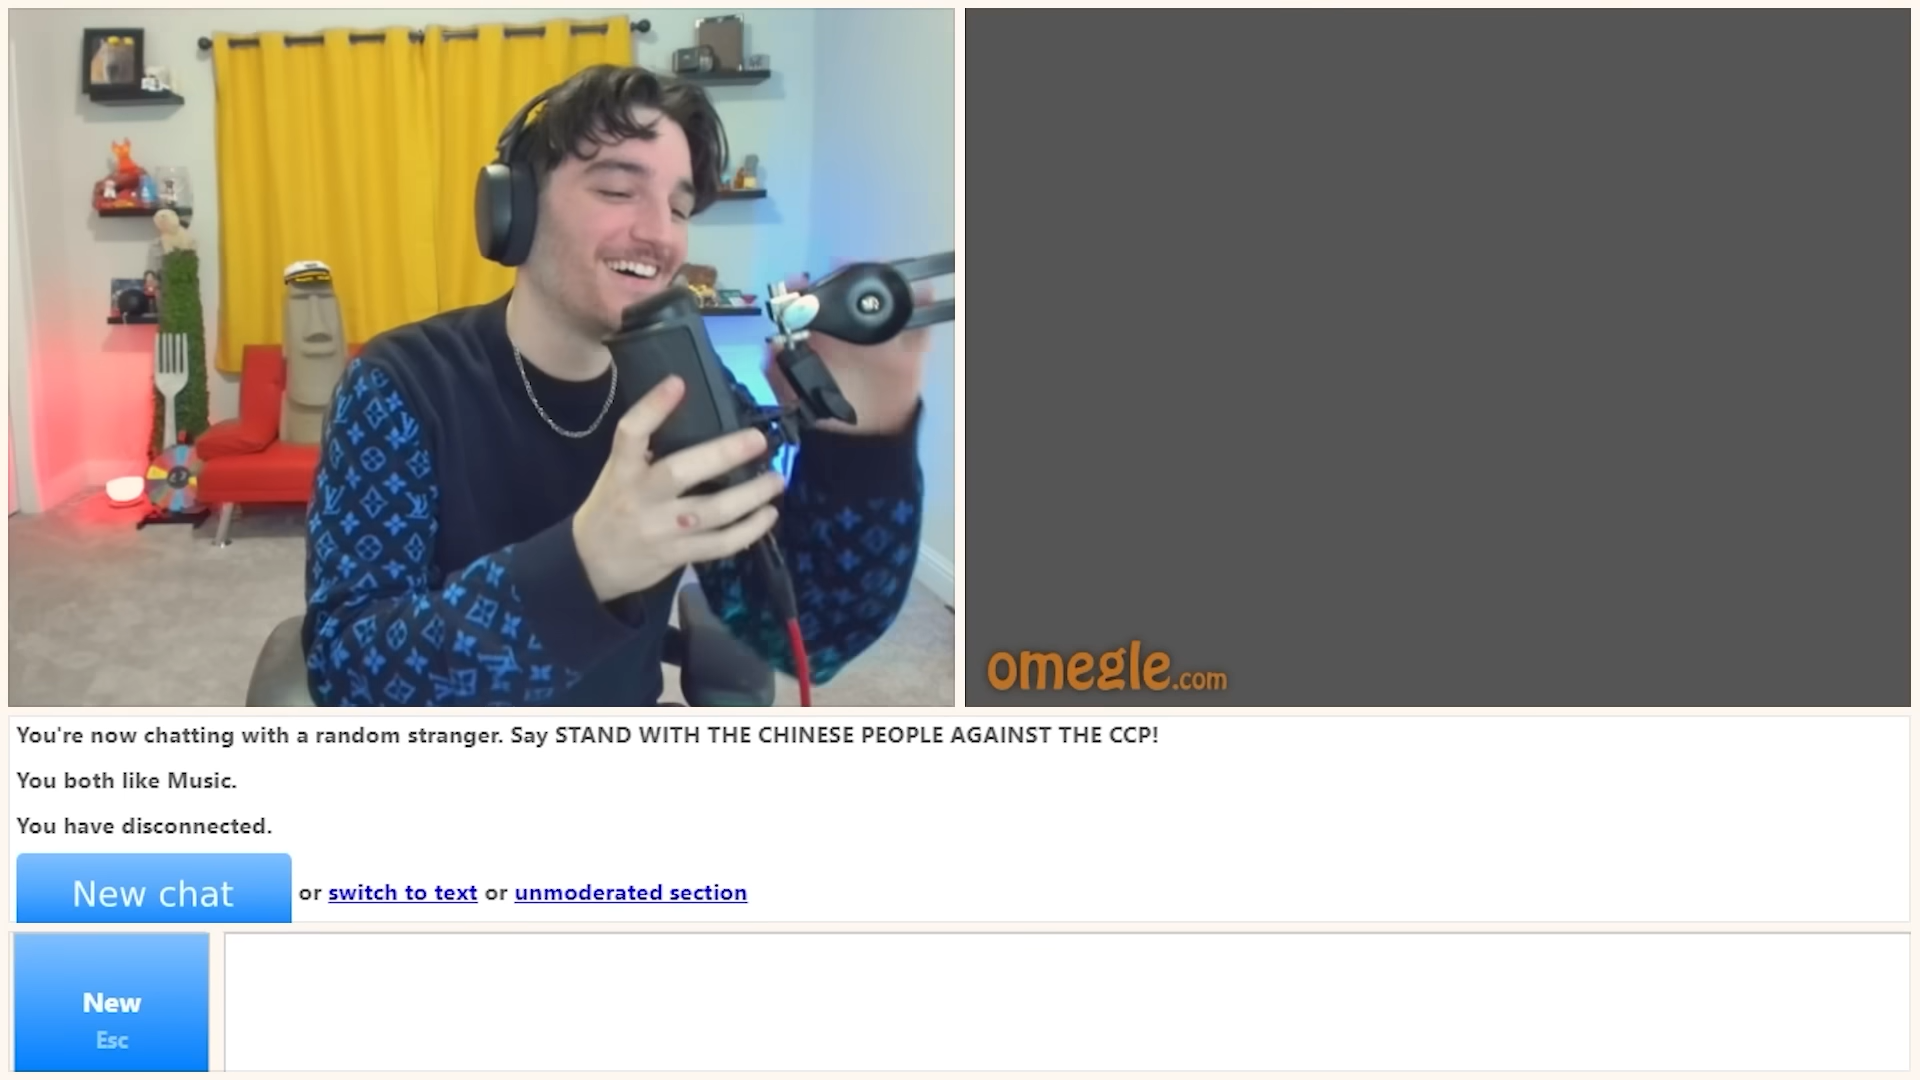 omegle.com
You're now chatting with a random stranger. Say STAND WITH THE CHINESE PEOPLE AGAINST THE CCP!
You both like Music.
You have disconnected.
New chat or switch to text or unmoderated section
New
Esc